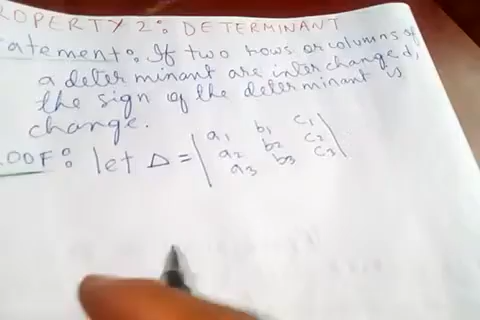 ROPERTY 2: DETERMINANT
atement: If two rows or columns of
a determinant are interchanged,
the sign of the determinant is
change.
OOF: let Δ = | a₁ b₁ c₁ |
a₂ b₂ c₂
a₃ b₃ c₃